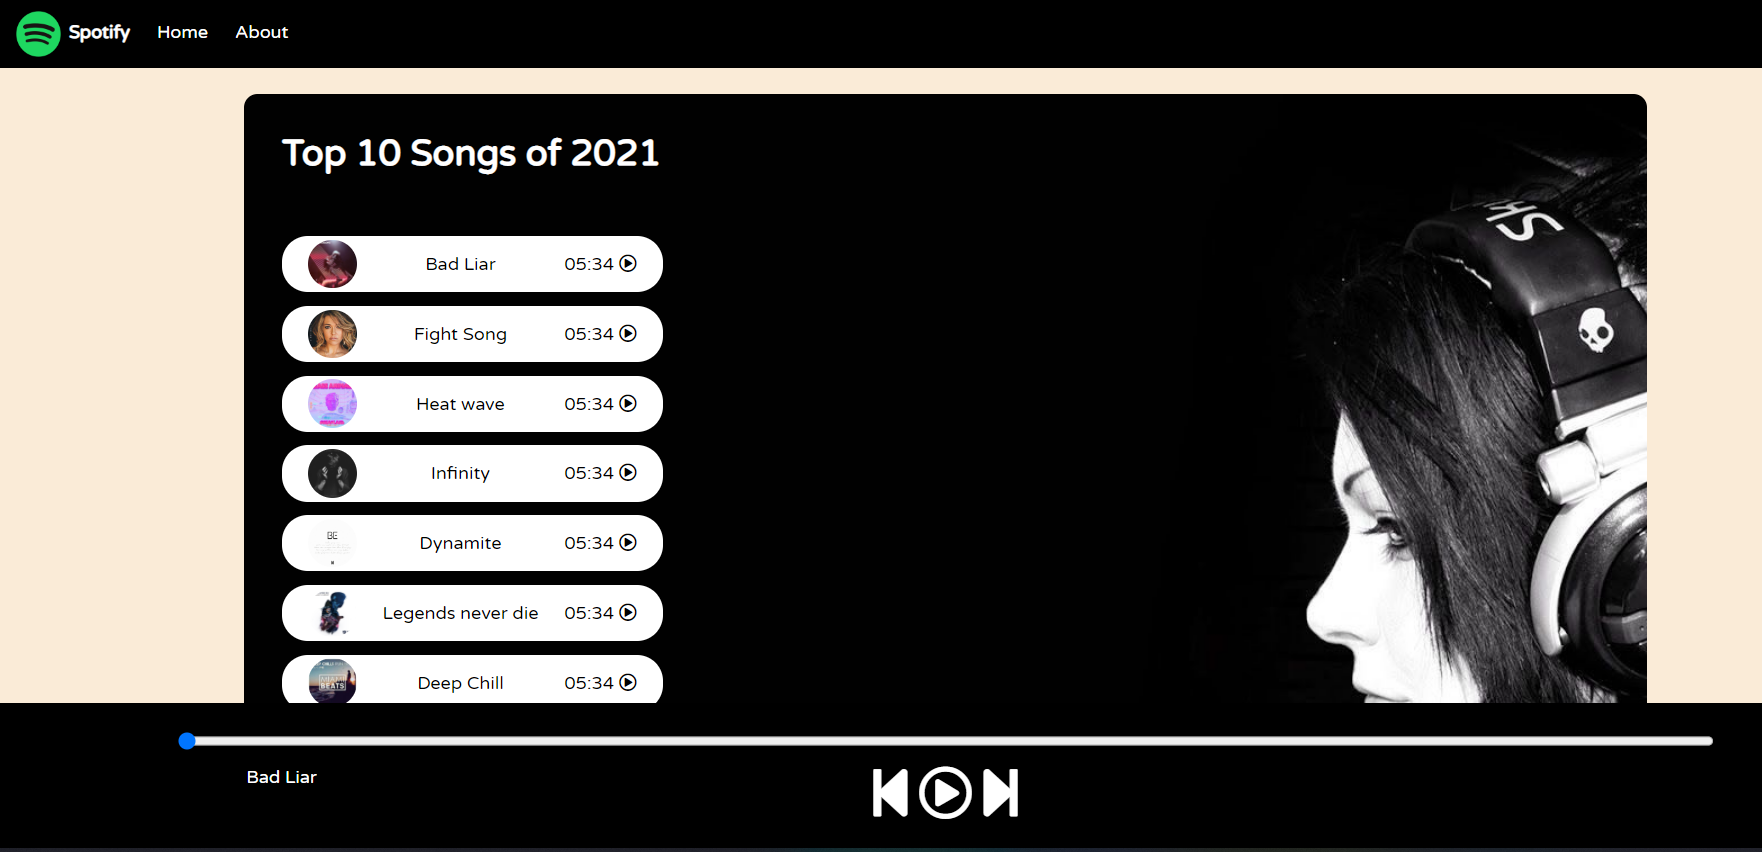 Spotify Home About
Top 10 Songs of 2021
Bad Liar 05:34
Fight Song 05:34
Heat wave 05:34
Infinity 05:34
BE
Dynamite 05:34
Legends never die 05:34
MIAMI
BEATS
Deep Chill 05:34
Bad Liar